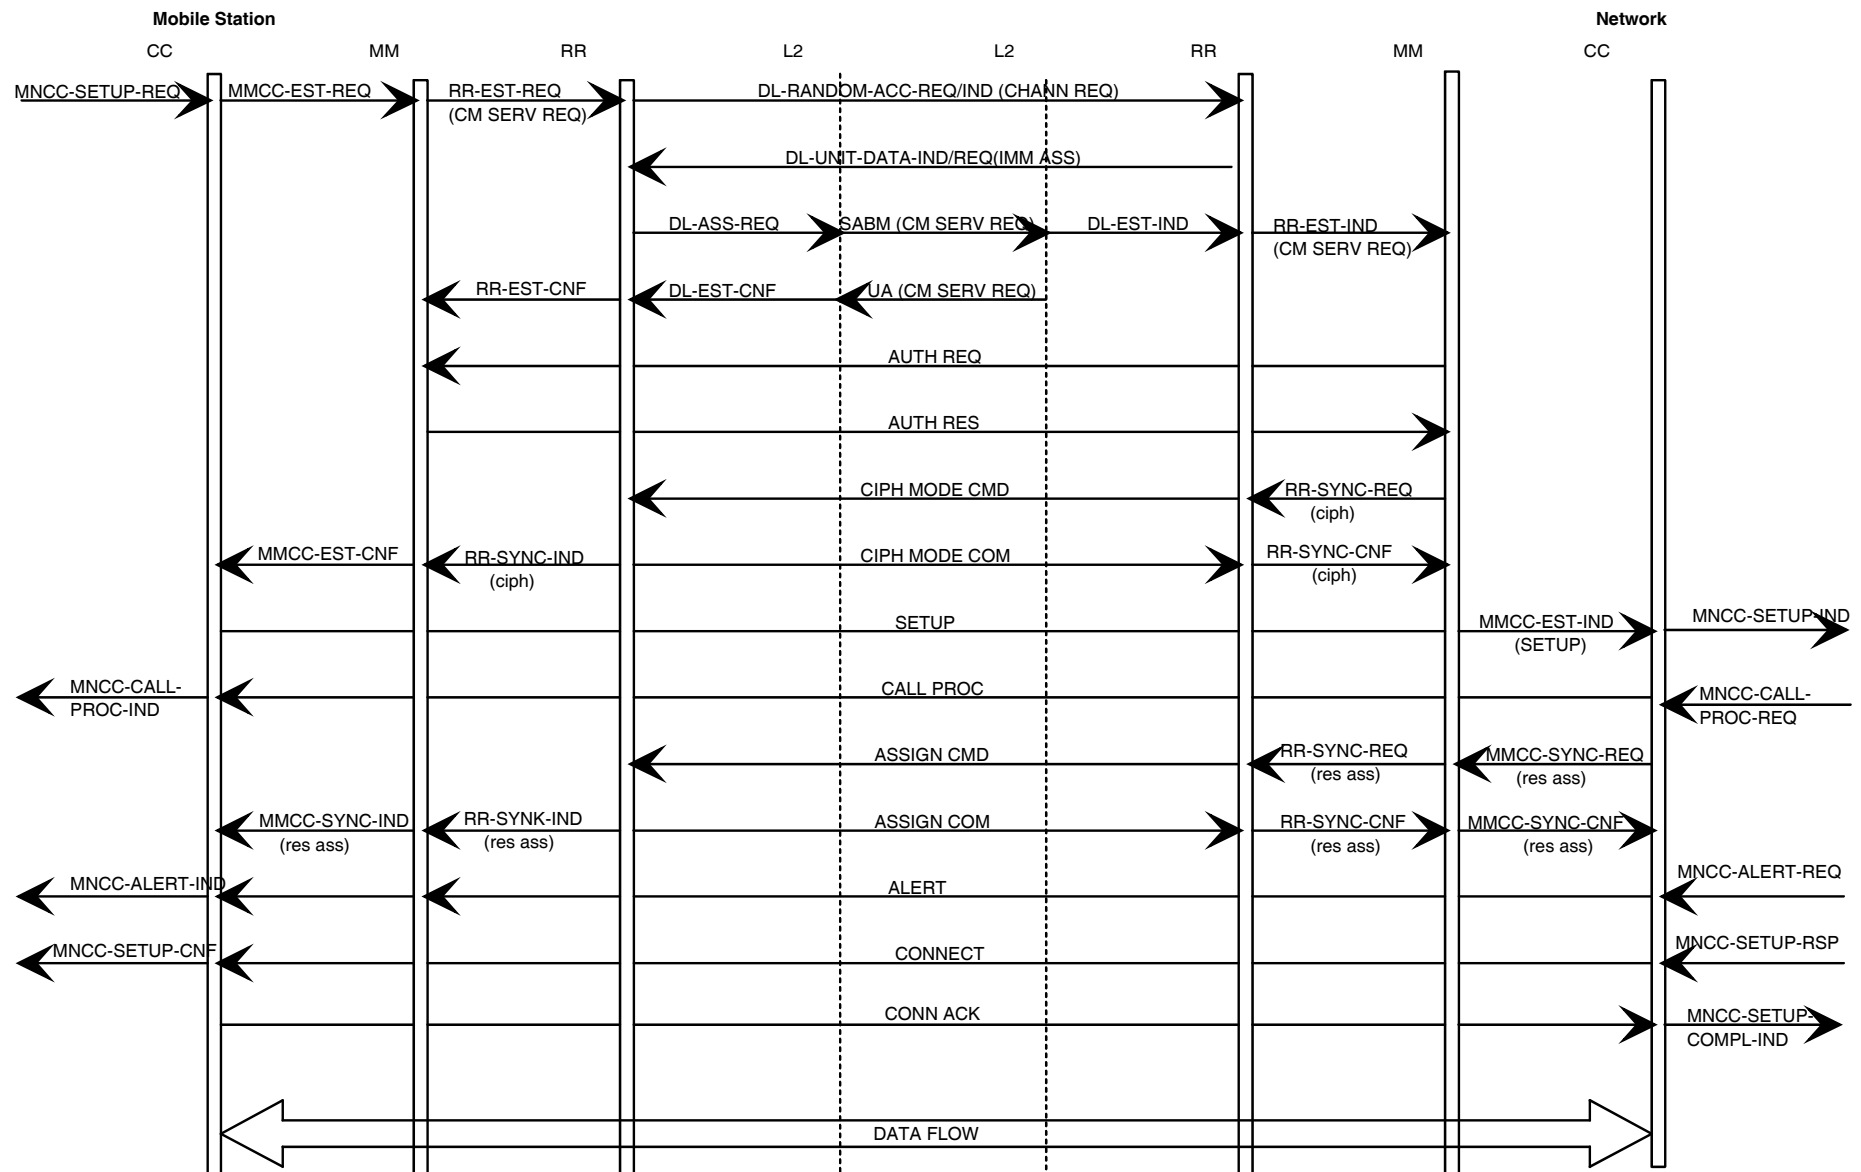 Mobile Station
Network
CC
MM
RR
L2
L2
RR
MM
CC
MNCC-SETUP-REQ
MMCC-EST-REQ
RR-EST-REQ
(CM SERV REQ)
DL-RANDOM-ACC-REQ/IND (CHANN REQ)
DL-UNIT-DATA-IND/REQ(IMM ASS)
DL-ASS-REQ
SABM (CM SERV REQ)
DL-EST-IND
RR-EST-IND
(CM SERV REQ)
RR-EST-CNF
DL-EST-CNF
UA (CM SERV REQ)
AUTH REQ
AUTH RES
CIPH MODE CMD
RR-SYNC-REQ
(ciph)
MMCC-EST-CNF
RR-SYNC-IND
(ciph)
CIPH MODE COM
RR-SYNC-CNF
(ciph)
SETUP
MMCC-EST-IND
(SETUP)
MNCC-SETUP-IND
MNCC-CALL-
PROC-IND
CALL PROC
MNCC-CALL-
PROC-REQ
ASSIGN CMD
RR-SYNC-REQ
(res ass)
MMCC-SYNC-REQ
(res ass)
MMCC-SYNC-IND
(res ass)
RR-SYNK-IND
(res ass)
ASSIGN COM
RR-SYNC-CNF
(res ass)
MMCC-SYNC-CNF
(res ass)
MNCC-ALERT-IND
ALERT
MNCC-ALERT-REQ
MNCC-SETUP-CNF
CONNECT
MNCC-SETUP-RSP
CONN ACK
MNCC-SETUP-
COMPL-IND
DATA FLOW